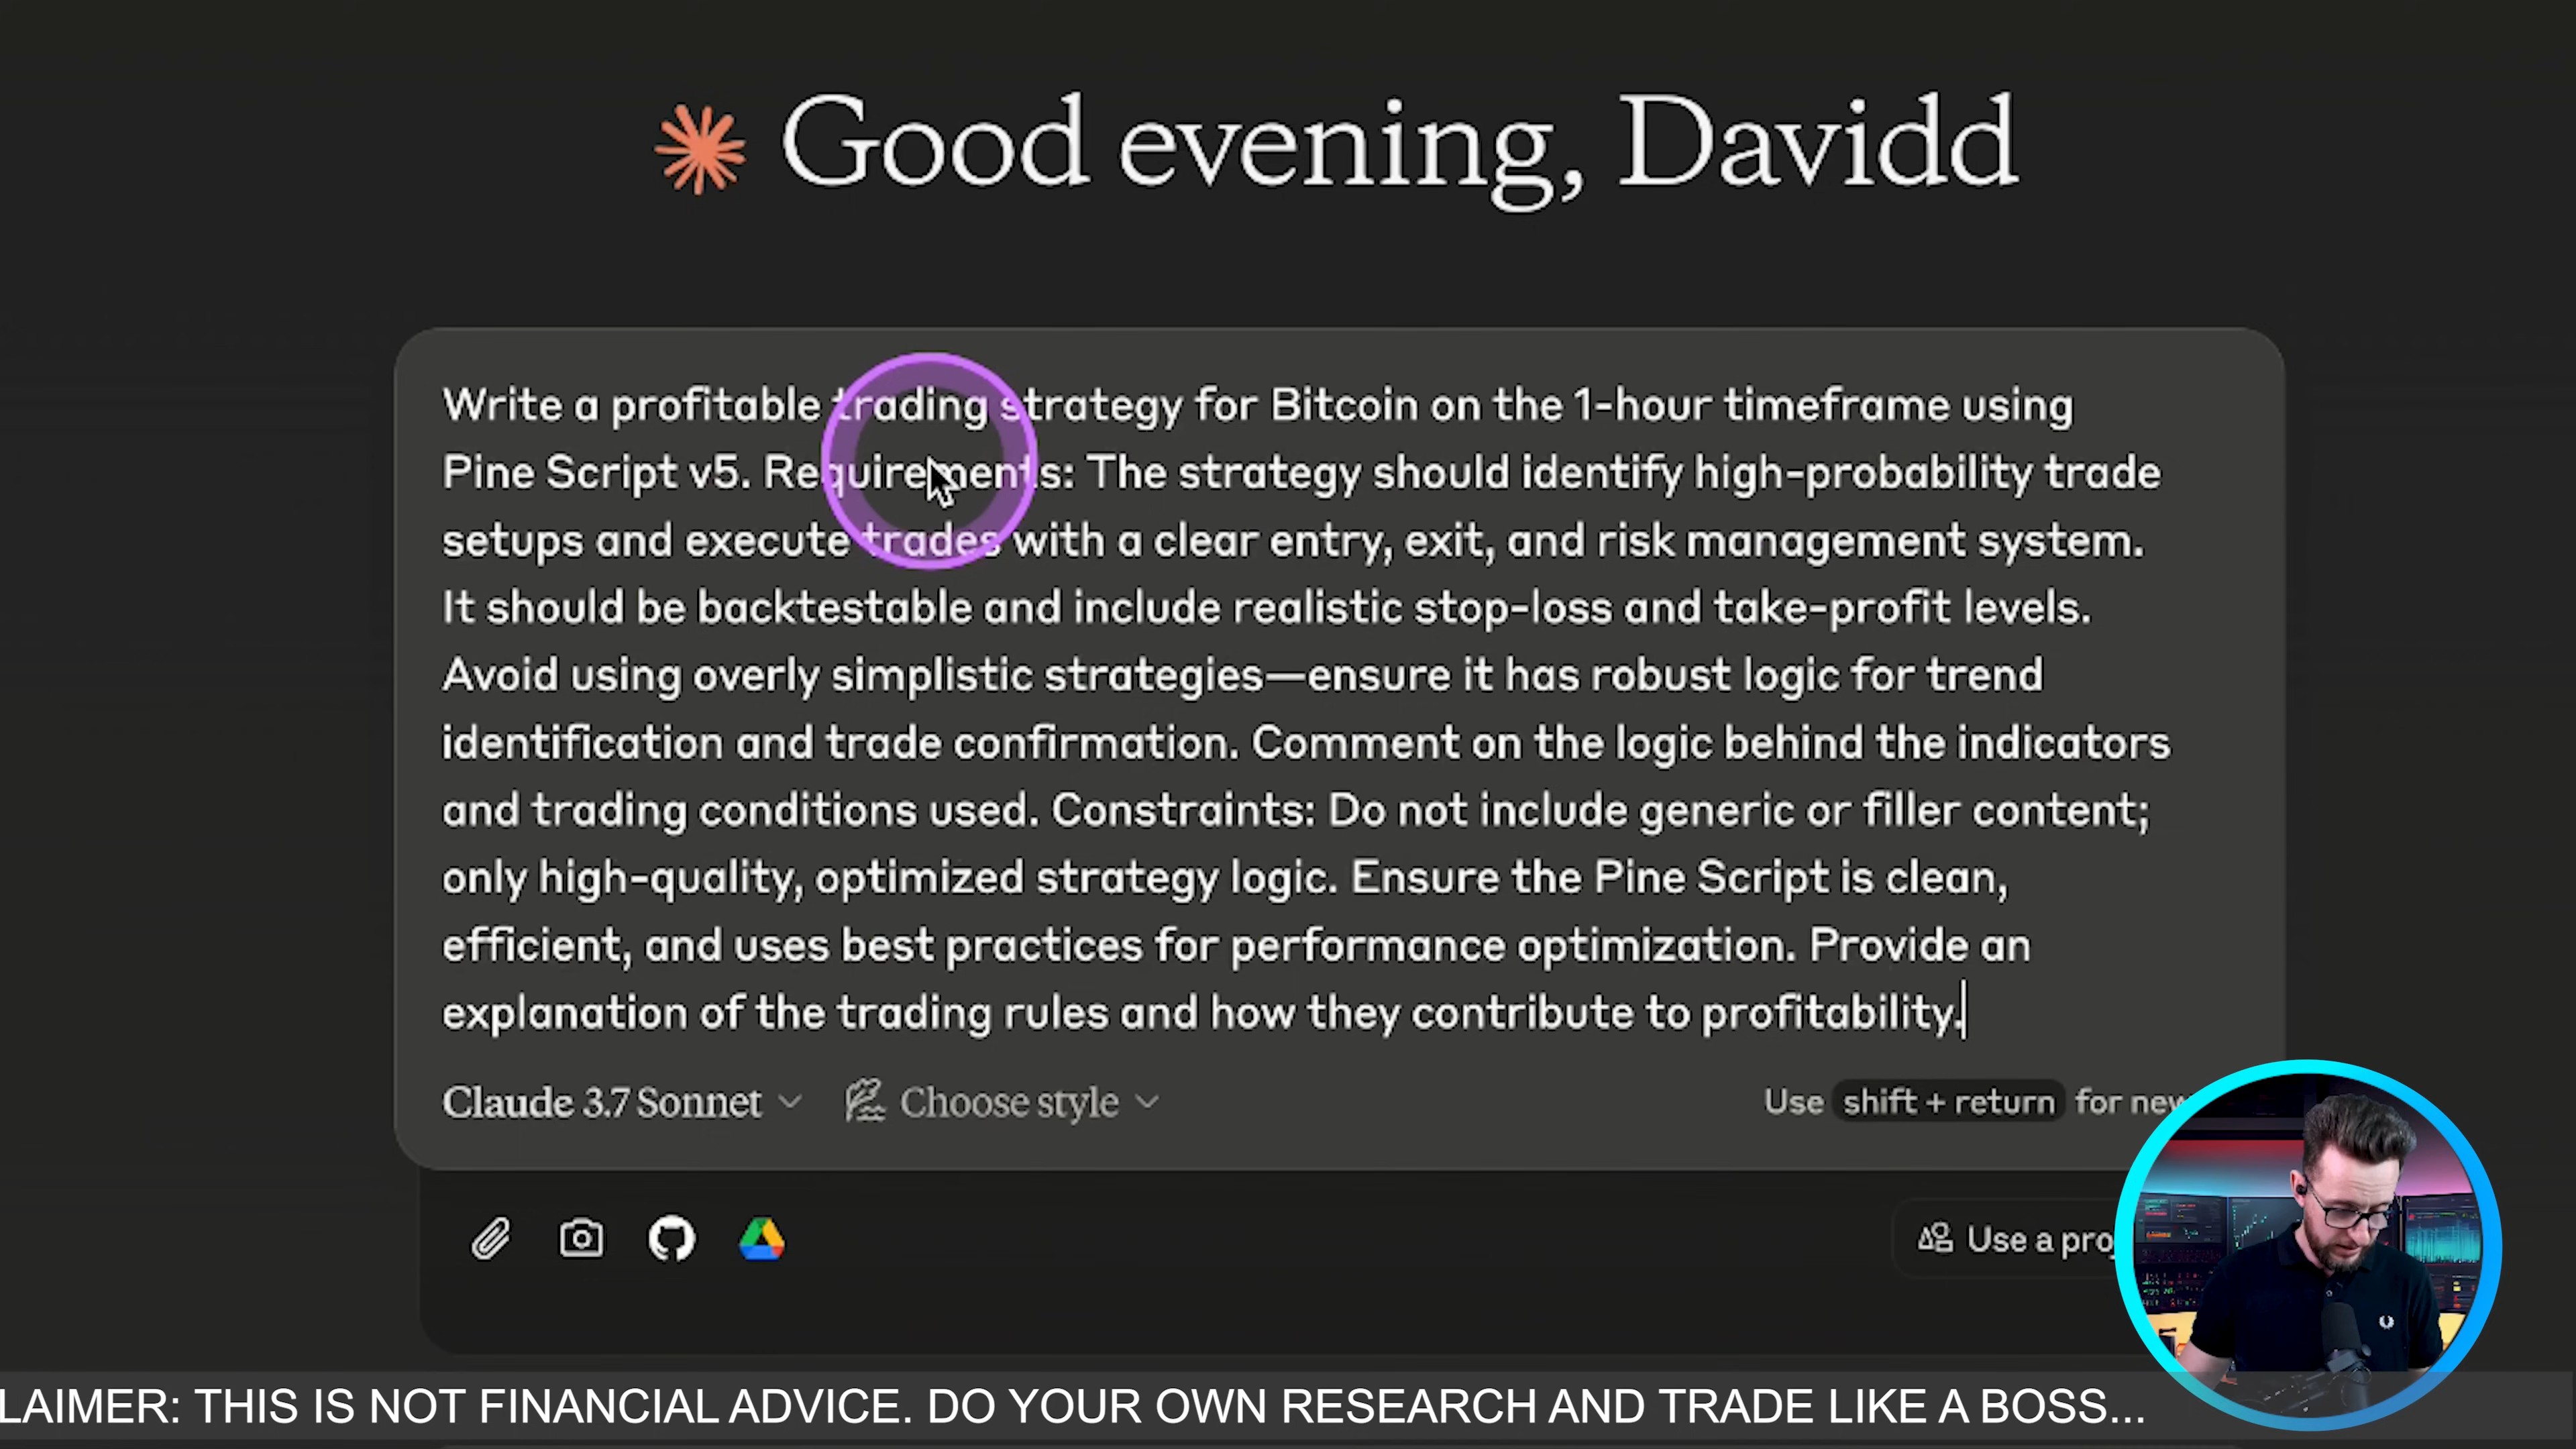 Good evening, Davidd
Write a profitable trading strategy for Bitcoin on the 1-hour timeframe using
Pine Script v5. Requirements: The strategy should identify high-probability trade
setups and execute trades with a clear entry, exit, and risk management system.
It should be backtestable and include realistic stop-loss and take-profit levels.
Avoid using overly simplistic strategies—ensure it has robust logic for trend
identification and trade confirmation. Comment on the logic behind the indicators
and trading conditions used. Constraints: Do not include generic or filler content;
only high-quality, optimized strategy logic. Ensure the Pine Script is clean,
efficient, and uses best practices for performance optimization. Provide an
explanation of the trading rules and how they contribute to profitability.
Claude 3.7 Sonnet Choose style Use shift + return for new
Use a pro
LAIMER: THIS IS NOT FINANCIAL ADVICE. DO YOUR OWN RESEARCH AND TRADE LIKE A BOSS...